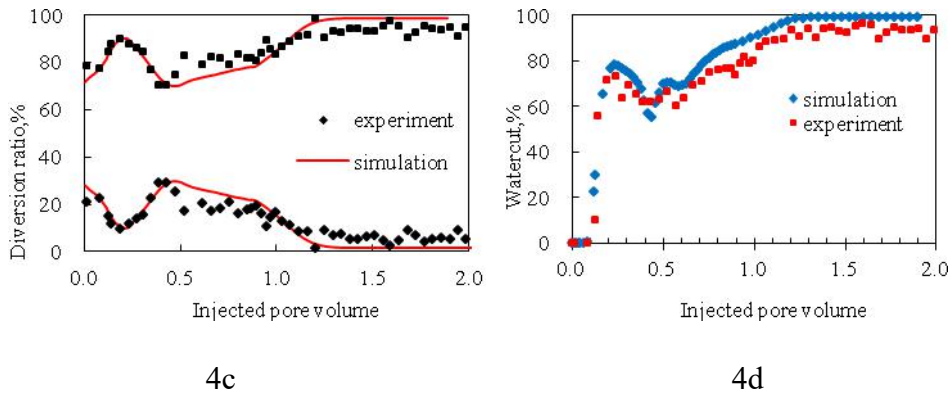 100
80
60
40
20
0
Diversion ratio,%
experiment
simulation
0.0
0.5
1.0
1.5
2.0
Injected pore volume
4c
100
80
60
40
20
0
Watercut,%
simulation
experiment
0.0
0.5
1.0
1.5
2.0
Injected pore volume
4d